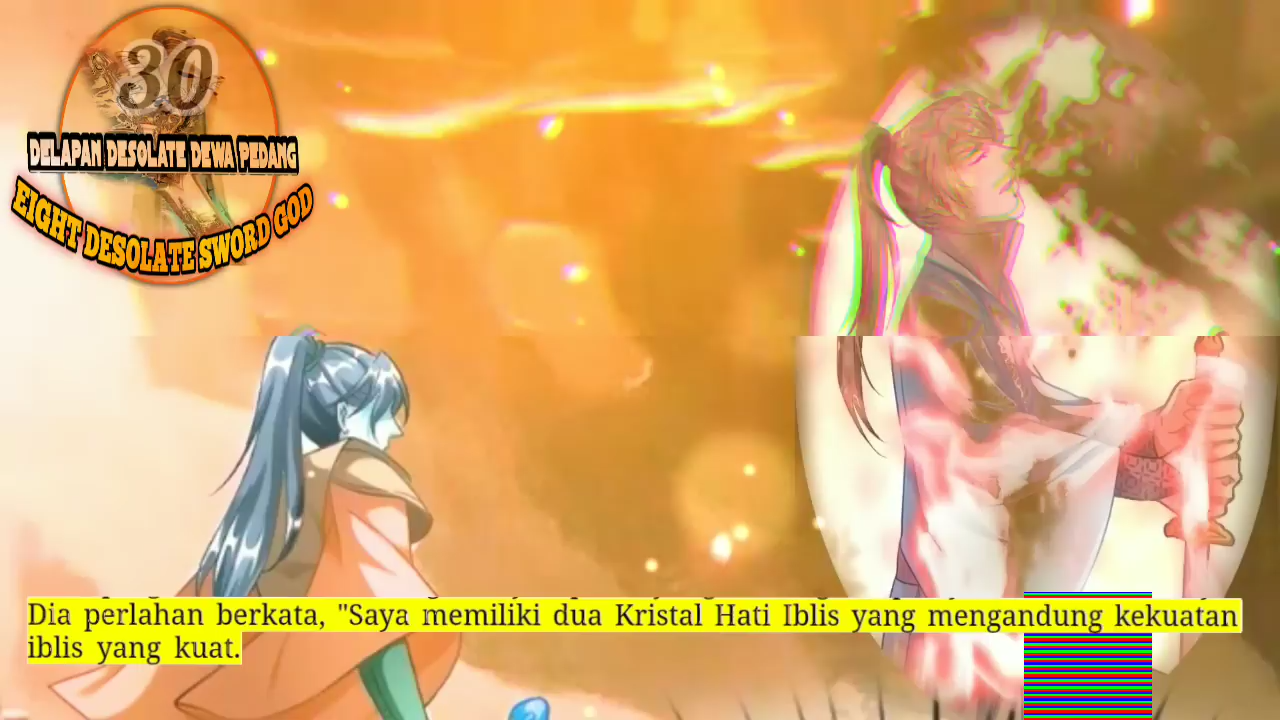 30
DELAPAN DESOLATE DEWA PEDANG
EIGHT DESOLATE SWORD GOD
Dia perlahan berkata, "Saya memiliki dua Kristal Hati Iblis yang mengandung kekuatan
iblis yang kuat.